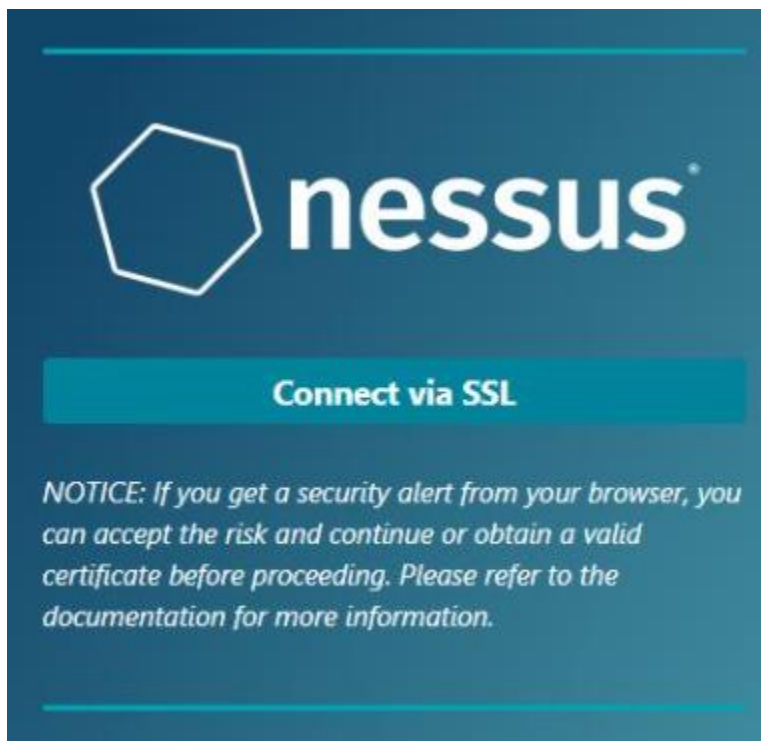 nessus
Connect via SSL
NOTICE: If you get a security alert from your browser, you
can accept the risk and continue or obtain a valid
certificate before proceeding. Please refer to the
documentation for more information.